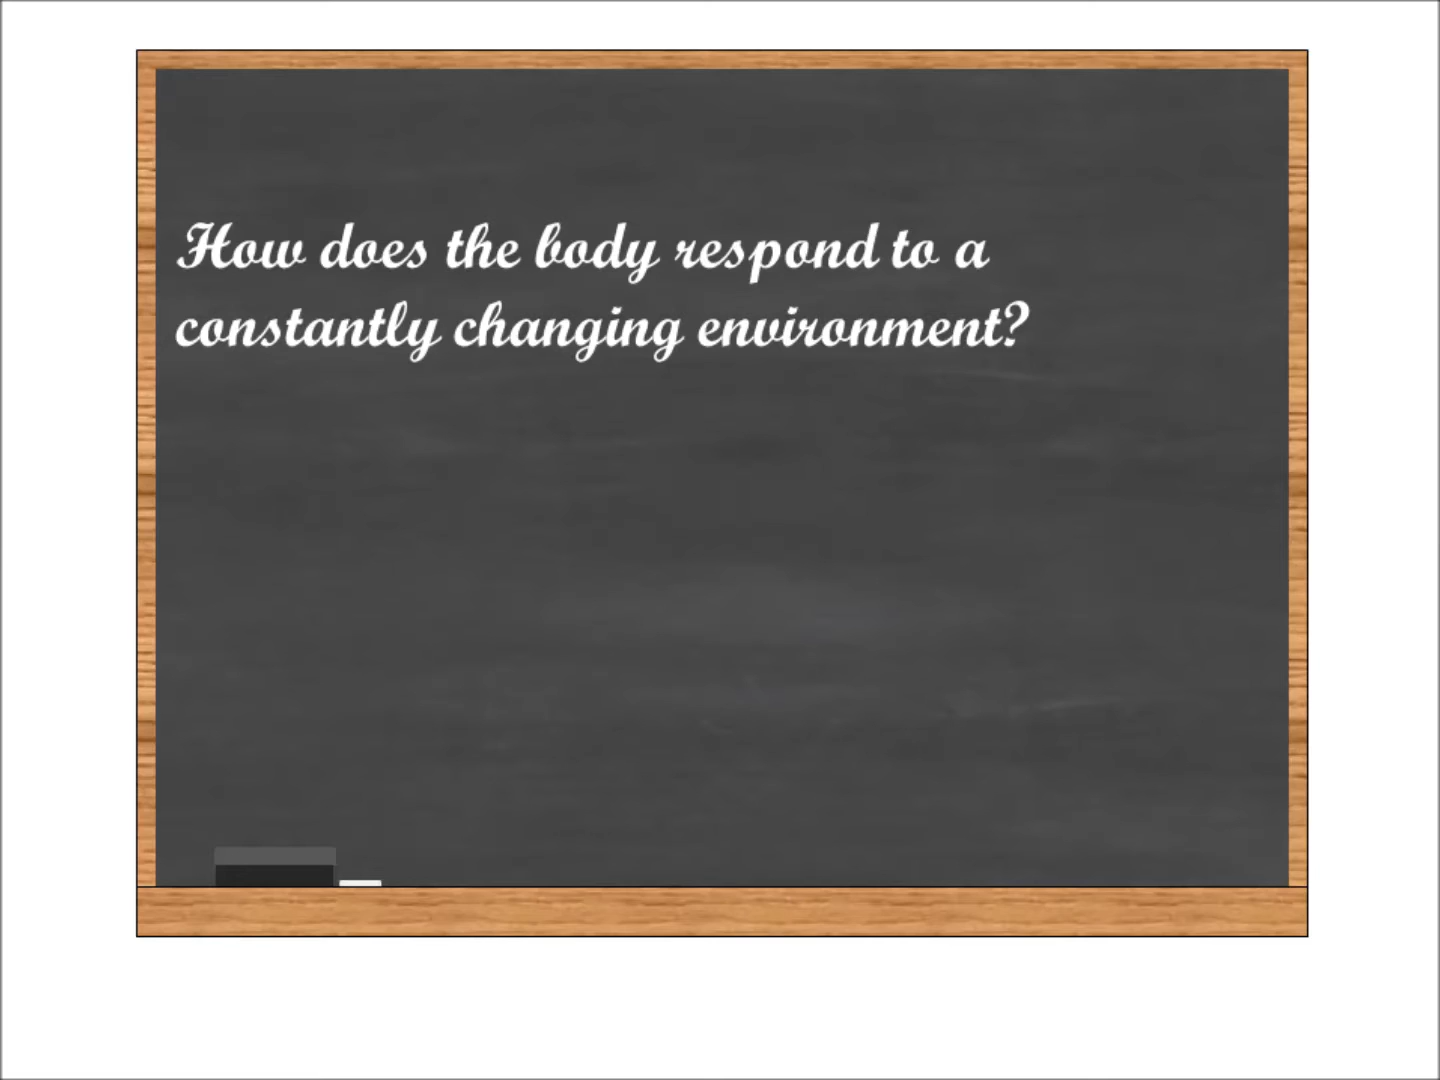 How does the body respond to a
constantly changing environment?